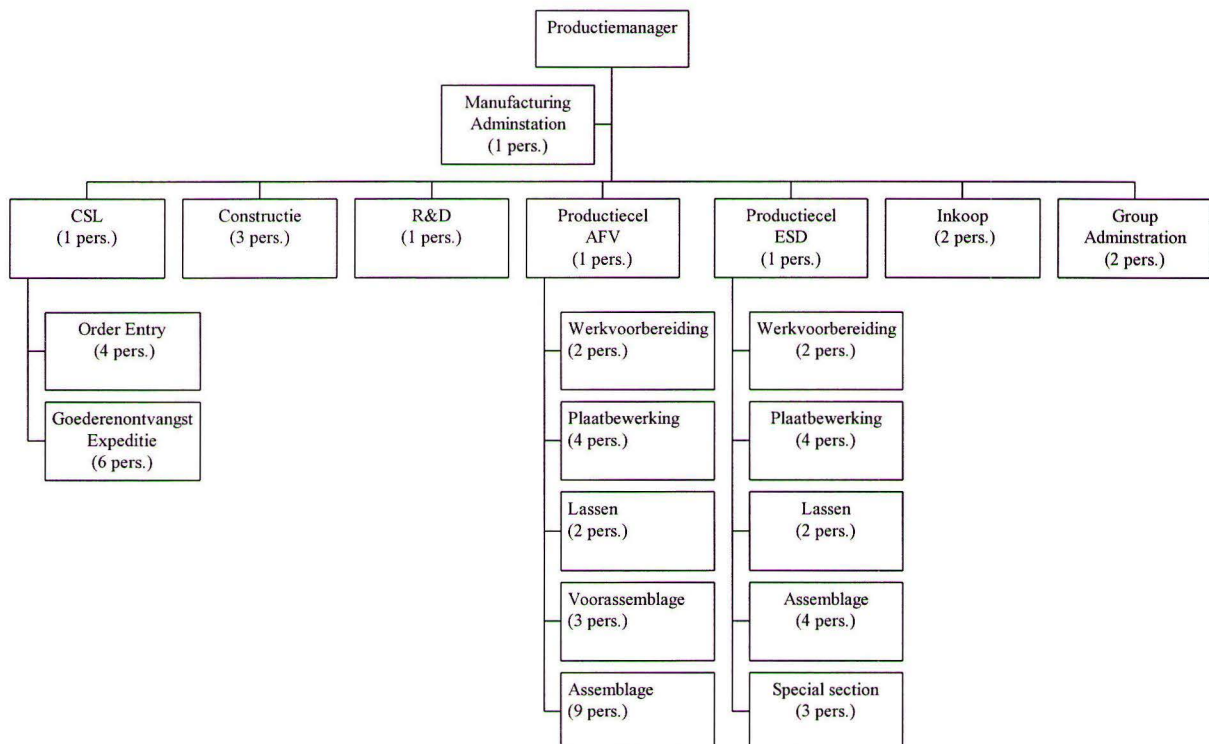 Productiemanager
Manufacturing
Adminstation
(1 pers.)
CSL
(1 pers.)
Constructie
(3 pers.)
R&D
(1 pers.)
Productiecel
AFV
(1 pers.)
Productiecel
ESD
(1 pers.)
Inkoop
(2 pers.)
Group
Adminstration
(2 pers.)
Order Entry
(4 pers.)
Goederenontvangst
Expeditie
(6 pers.)
Werkvoorbereiding
(2 pers.)
Plaatbewerking
(4 pers.)
Lassen
(2 pers.)
Voorassemblage
(3 pers.)
Assemblage
(9 pers.)
Werkvoorbereiding
(2 pers.)
Plaatbewerking
(4 pers.)
Lassen
(2 pers.)
Assemblage
(4 pers.)
Special section
(3 pers.)